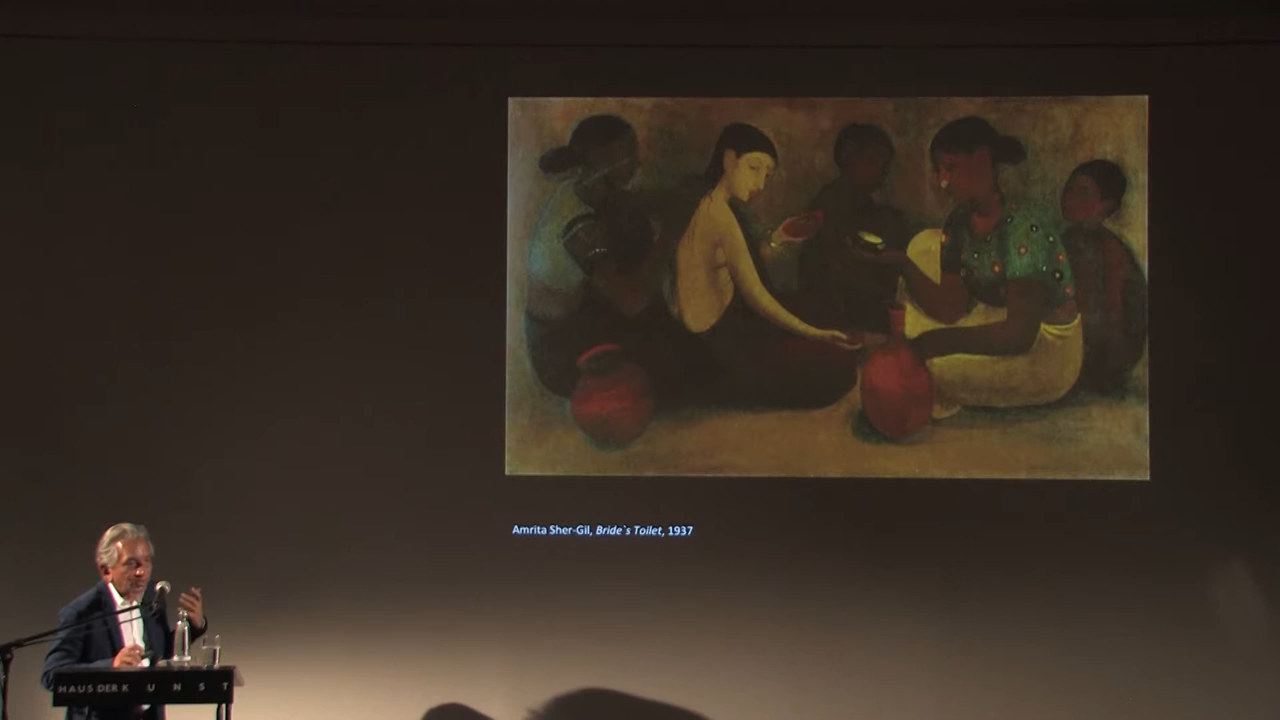 Amrita Sher-Gil, Bride`s Toilet, 1937
HAUS DER K U N S T